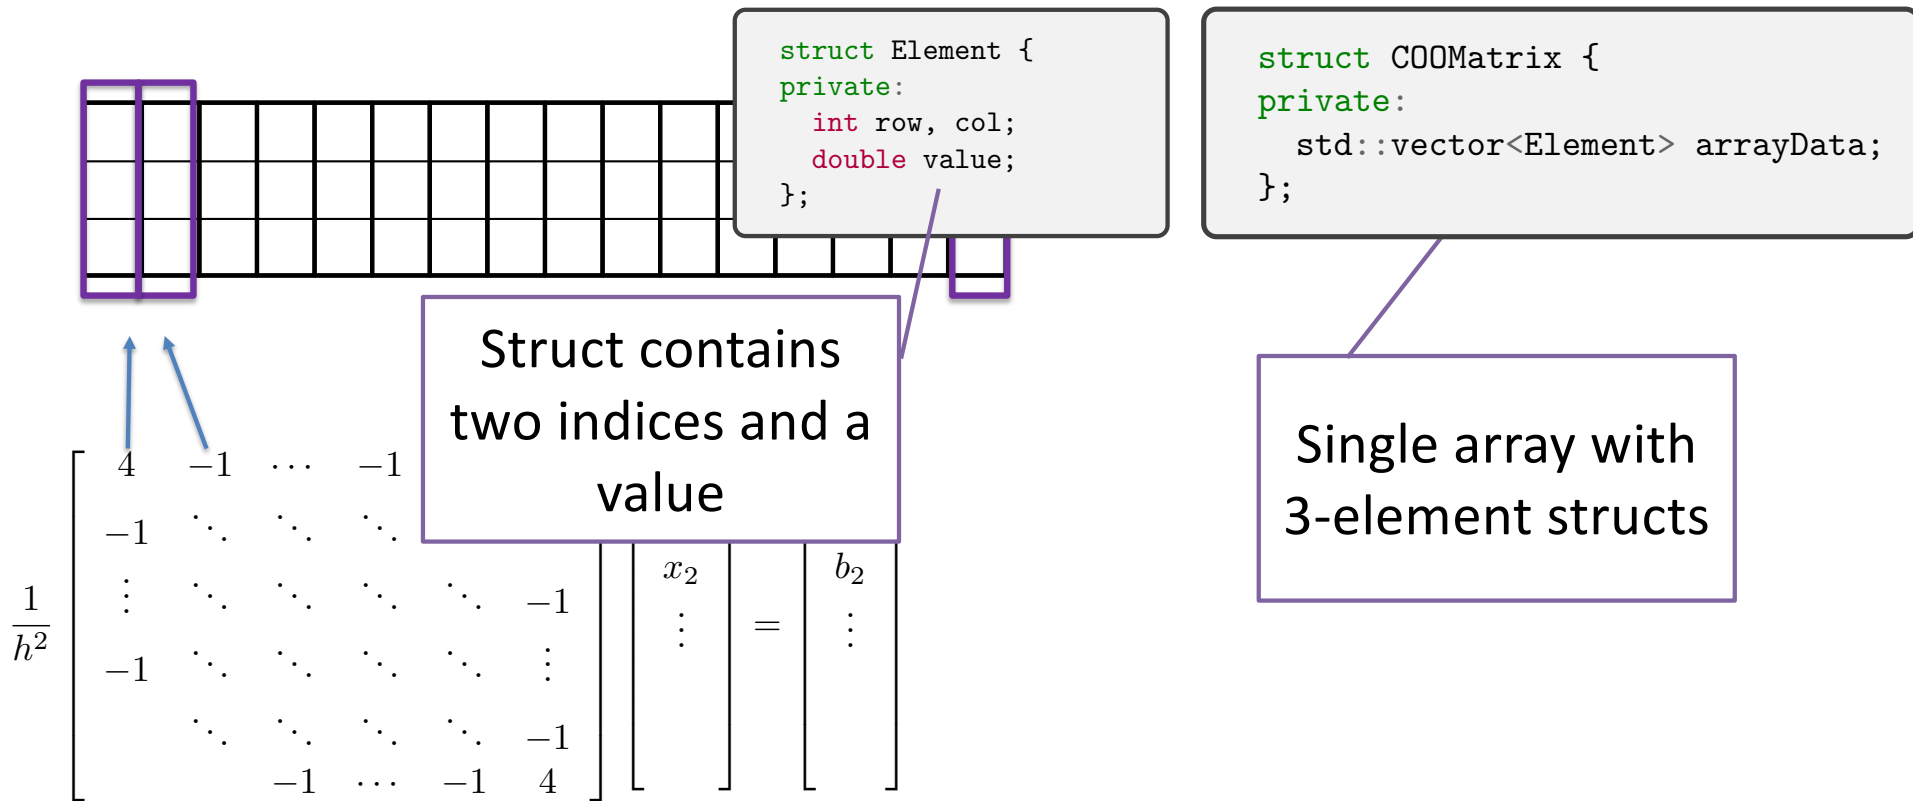 struct Element {
private:
  int row, col;
  double value;
};
struct COOMatrix {
private:
  std::vector<Element> arrayData;
};
Struct contains
two indices and a
value
Single array with
3-element structs
4 −1 ⋯ −1
−1 ⋱ ⋱ ⋱
⋮ ⋱ ⋱ ⋱ ⋱ −1
−1 ⋱ ⋱ ⋱ ⋱ ⋮
⋱ ⋱ ⋱ ⋱ −1
−1 ⋯ −1 4
1
h²
x₂
⋮
=
b₂
⋮